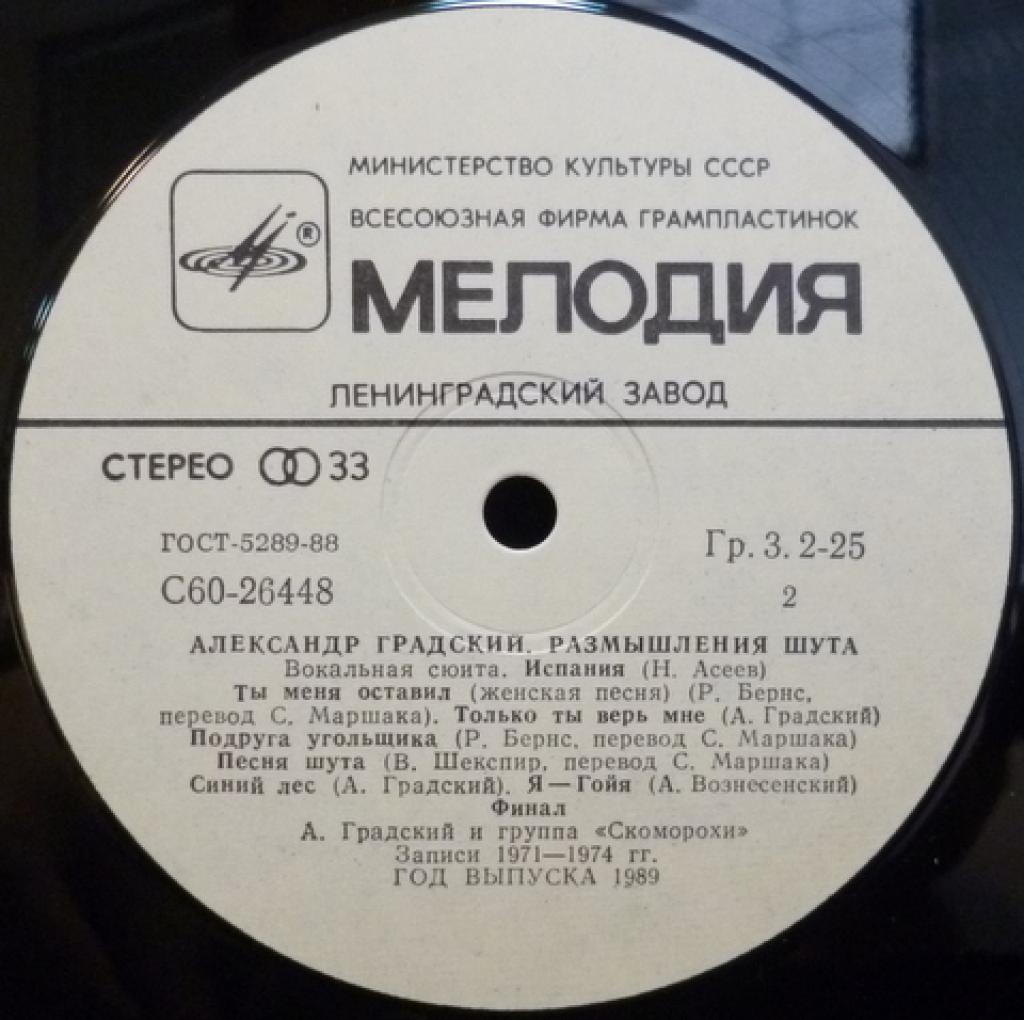 МИНИСТЕРСТВО КУЛЬТУРЫ СССР
ВСЕСОЮЗНАЯ ФИРМА ГРАМПЛАСТИНОК
®
МЕЛОДИЯ
ЛЕНИНГРАДСКИЙ ЗАВОД
СТЕРЕО 33
ГОСТ-5289-88
Гр. 3. 2-25
С60-26448
2
АЛЕКСАНДР ГРАДСКИЙ. РАЗМЫШЛЕНИЯ ШУТА
Вокальная сюита. Испания (Н. Асеев)
Ты меня оставил (женская песня) (Р. Бернс,
перевод С. Маршака). Только ты верь мне (А. Градский)
Подруга угольщика (Р. Бернс, перевод С. Маршака)
Песня шута (В. Шекспир, перевод С. Маршака)
Синий лес (А. Градский). Я — Гойя (А. Вознесенский)
Финал
А. Градский и группа «Скоморохи»
Записи 1971—1974 гг.
ГОД ВЫПУСКА 1989